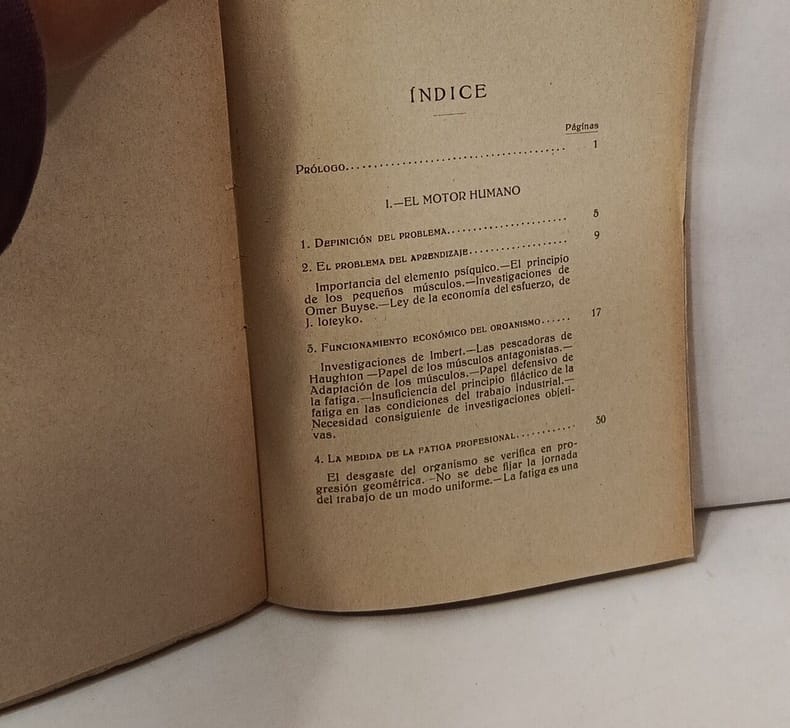 ÍNDICE
Páginas
PRÓLOGO........................................ 1
I.—EL MOTOR HUMANO
1. DEFINICIÓN DEL PROBLEMA..................... 5
2. EL PROBLEMA DEL APRENDIZAJE.................. 9
Importancia del elemento psíquico.—El principio
de los pequeños músculos.—Investigaciones de
Omer Buyse.—Ley de la economía del esfuerzo, de
J. Ioteyko.
3. FUNCIONAMIENTO ECONÓMICO DEL ORGANISMO...... 17
Investigaciones de Imbert.—Las pescadoras de
Haughton —Papel de los músculos antagonistas.—
Adaptación de los músculos.—Papel defensivo de
la fatiga.—Insuficiencia del principio filáctico de la
fatiga en las condiciones del trabajo industrial.—
Necesidad consiguiente de investigaciones objeti-
vas.
4. LA MEDIDA DE LA FATIGA PROFESIONAL........... 30
El desgaste del organismo se verifica en pro-
gresión geométrica. -No se debe fijar la jornada
del trabajo de un modo uniforme.—La fatiga es una